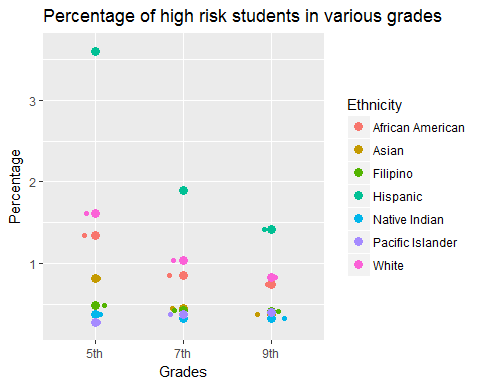 Percentage of high risk students in various grades
Percentage
3
2
1
5th
7th
9th
Grades
Ethnicity
African American
Asian
Filipino
Hispanic
Native Indian
Pacific Islander
White